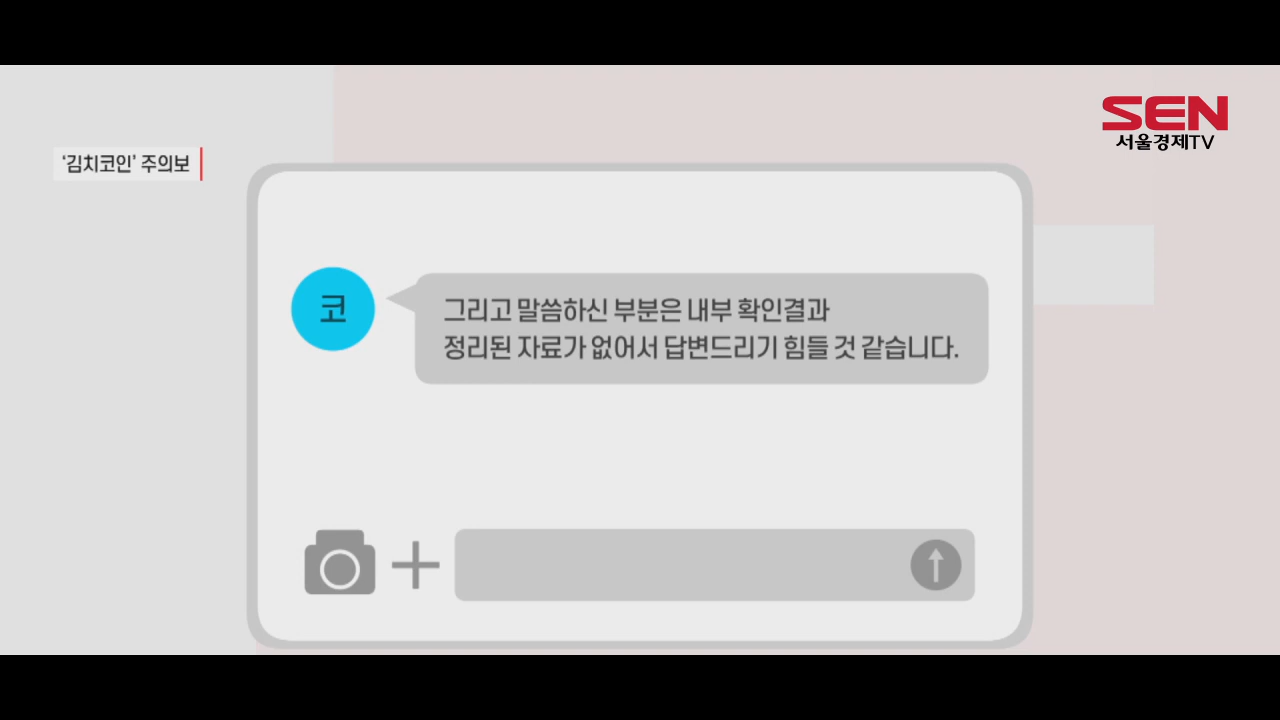 SEN
서울경제TV
‘김치코인’ 주의보
코
그리고 말씀하신 부분은 내부 확인결과
정리된 자료가 없어서 답변드리기 힘들 것 같습니다.